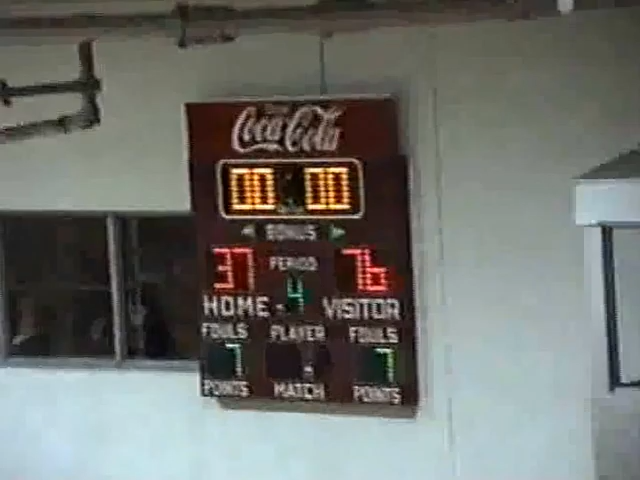 Coca-Cola
00 00
BONUS
37 PERIOD 76
4
HOME VISITOR
FOULS PLAYER FOULS
7 7
POINTS MATCH POINTS